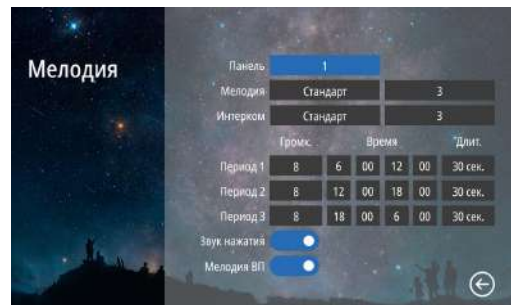 Мелодия
Панель 1
Мелодия Стандарт 3
Интерком Стандарт 3
Громк. Время *Длит.
Период 1 8 6 00 12 00 30 сек.
Период 2 8 12 00 18 00 30 сек.
Период 3 8 18 00 6 00 30 сек.
Звук нажатия
Мелодия ВП